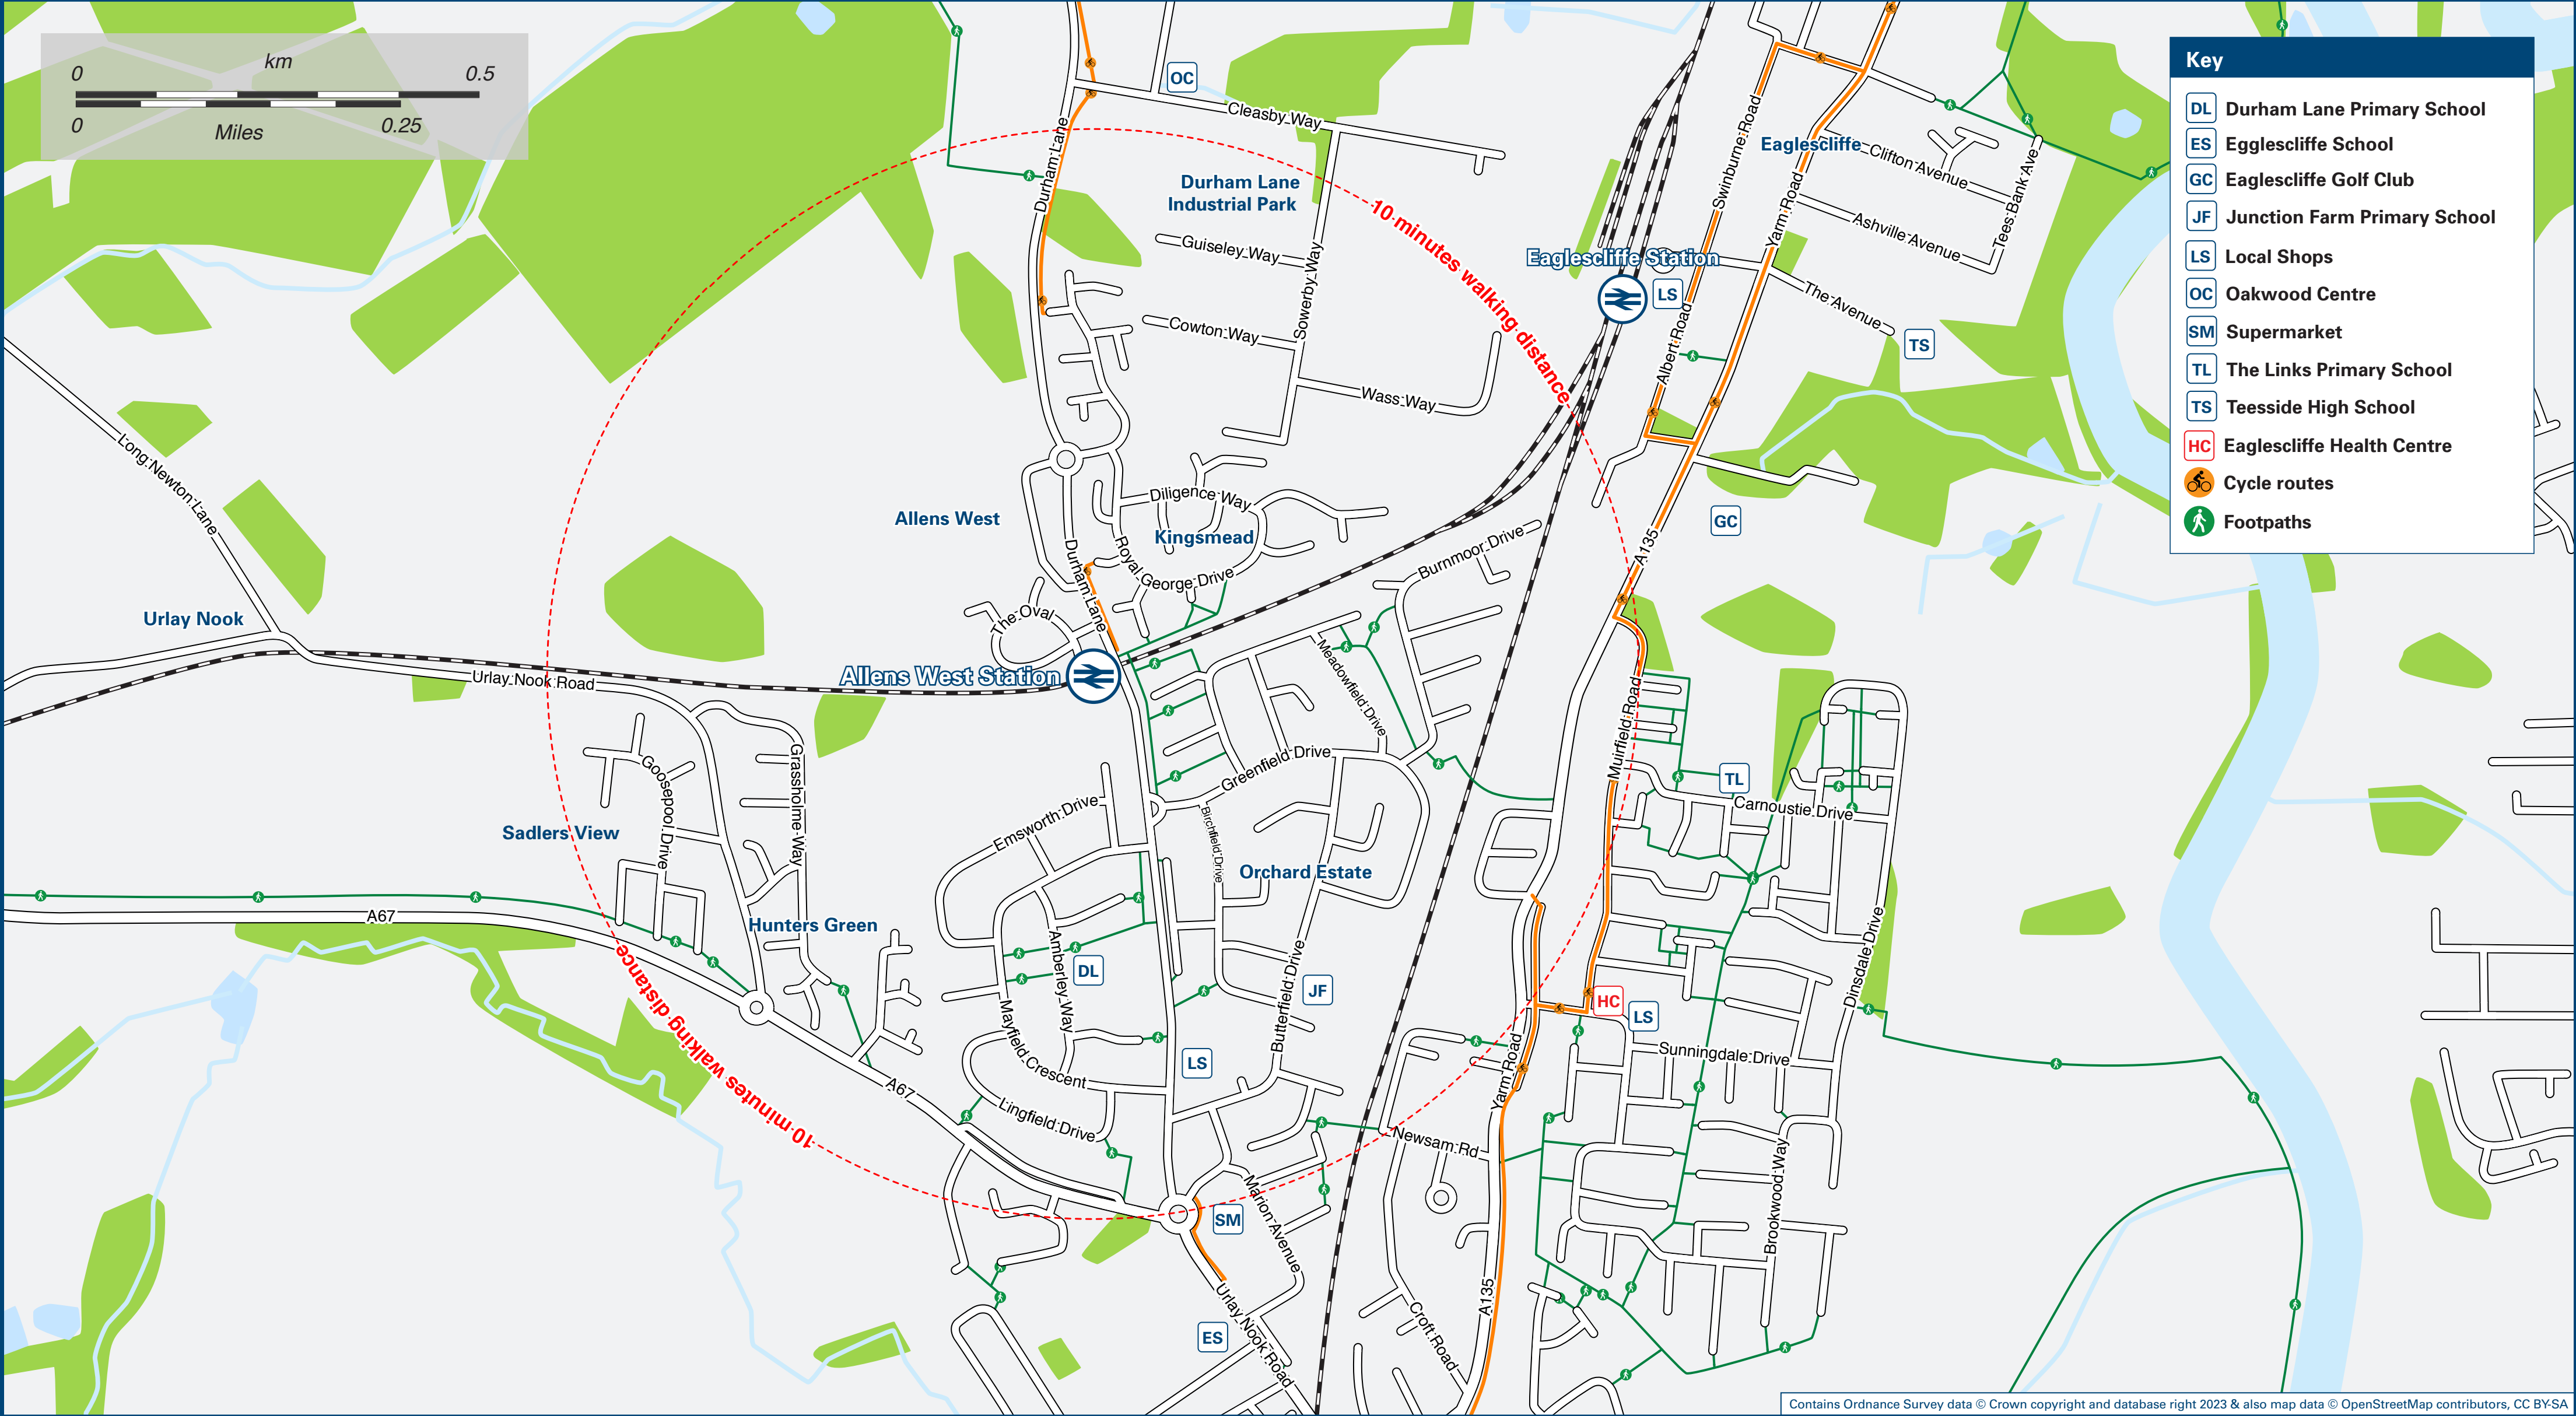 km
0 0.5
0 0.25
Miles
Key
DL Durham Lane Primary School
ES Egglescliffe School
GC Eaglescliffe Golf Club
JF Junction Farm Primary School
LS Local Shops
OC Oakwood Centre
SM Supermarket
TL The Links Primary School
TS Teesside High School
HC Eaglescliffe Health Centre
Cycle routes
Footpaths
OC
Cleasby Way
Durham Lane
Durham Lane
Industrial Park
Guiseley Way
Sowerby Way
Cowton Way
Wass Way
10 minutes walking distance
Eaglescliffe Station
LS
Swinburne Road
Eaglescliffe
Clifton Avenue
Yarm Road
Ashville Avenue
Tees Bank Ave
The Avenue
TS
Albert Road
GC
A135
Long Newton Lane
Allens West
Diligence Way
Kingsmead
Durham Lane
Royal George Drive
The Oval
Burnmoor Drive
Urlay Nook
Urlay Nook Road
Allens West Station
Meadowfield Drive
Muirfield Road
Goosepool Drive
Grassholme Way
Greenfield Drive
Emsworth Drive
Birchfield Drive
TL
Carnoustie Drive
Sadlers View
Orchard Estate
A67
Hunters Green
Amberley Way
DL
JF
Butterfield Drive
Dinsdale Drive
HC
LS
10 minutes walking distance
Mayfield Crescent
LS
Yarm Road
Sunningdale Drive
A67
Lingfield Drive
Newsam Rd
Marion Avenue
SM
Brookwood Way
A135
Croft Road
Urlay Nook Road
ES
Contains Ordnance Survey data © Crown copyright and database right 2023 & also map data © OpenStreetMap contributors, CC BY-SA